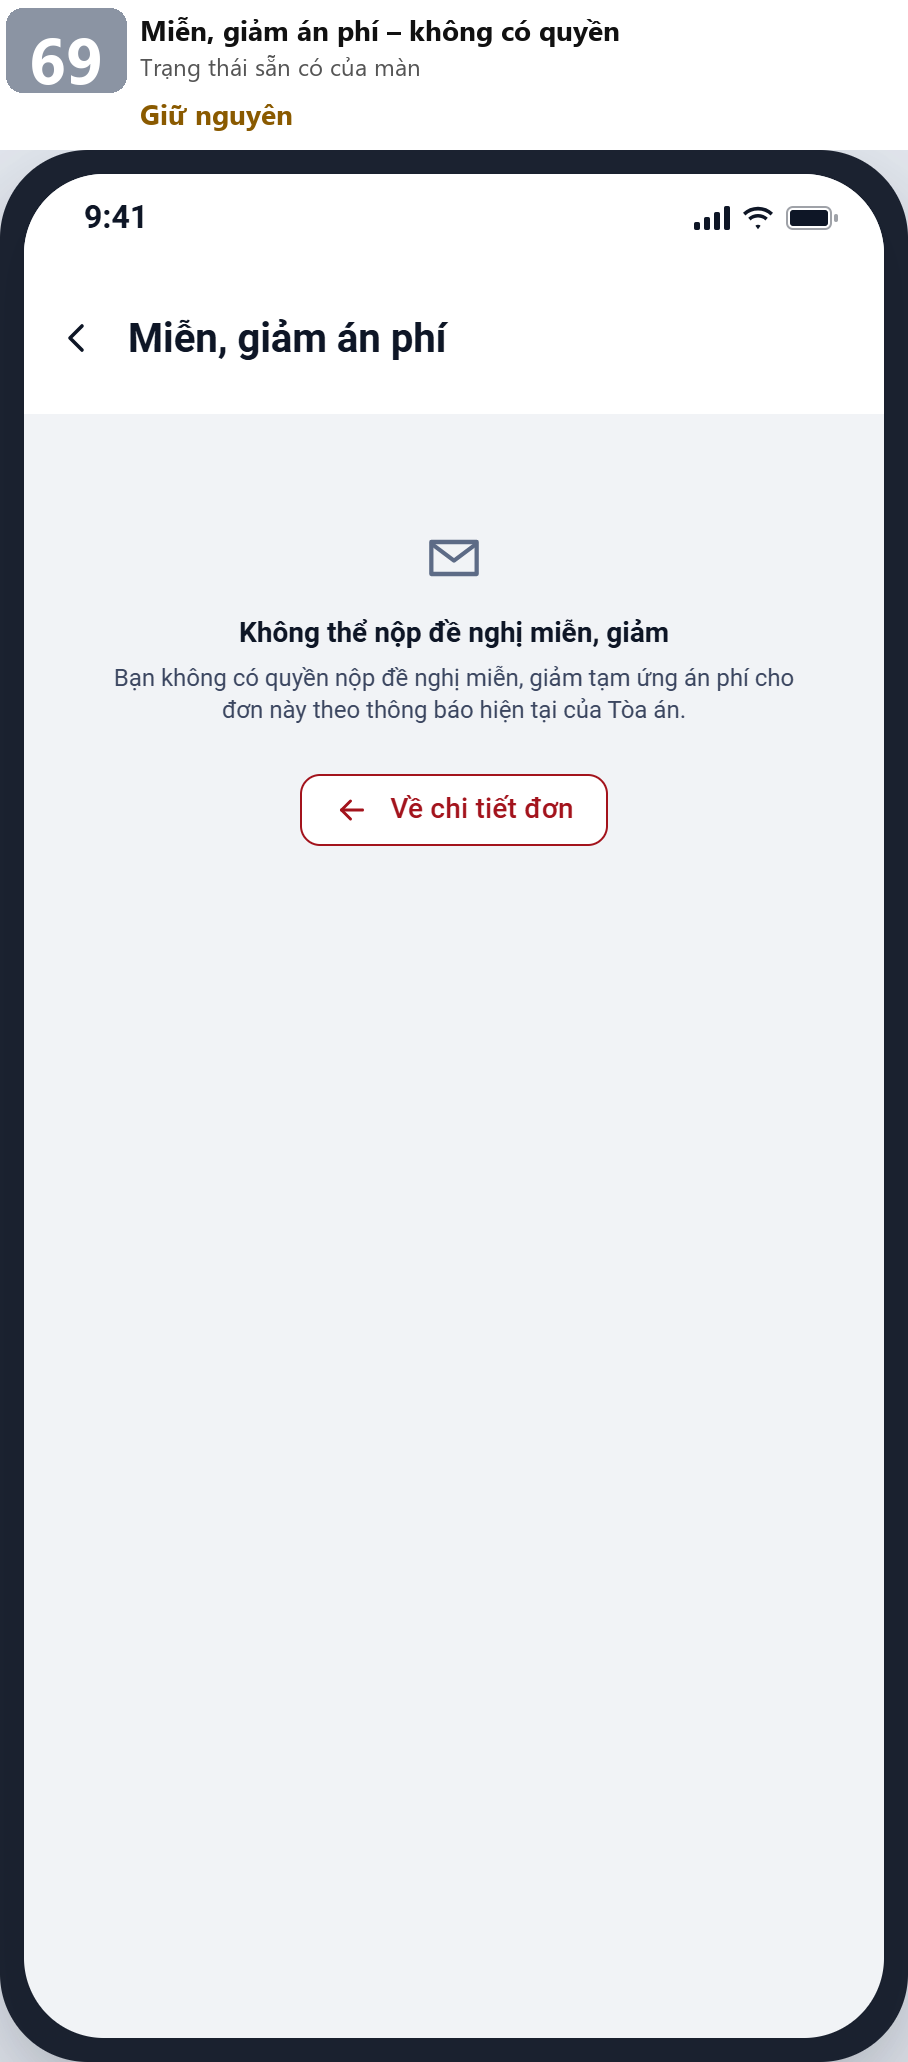 69
Miễn, giảm án phí – không có quyền
Trạng thái sẵn có của màn
Giữ nguyên
9:41
Miễn, giảm án phí
Không thể nộp đề nghị miễn, giảm
Bạn không có quyền nộp đề nghị miễn, giảm tạm ứng án phí cho
đơn này theo thông báo hiện tại của Tòa án.
Về chi tiết đơn